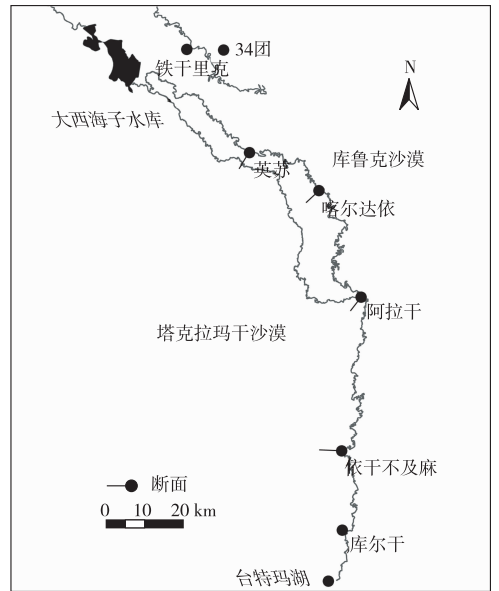 34团
铁干里克
N
大西海子水库
库鲁克沙漠
英苏
喀尔达依
阿拉干
塔克拉玛干沙漠
依干不及麻
断面
0 10 20 km
库尔干
台特玛湖